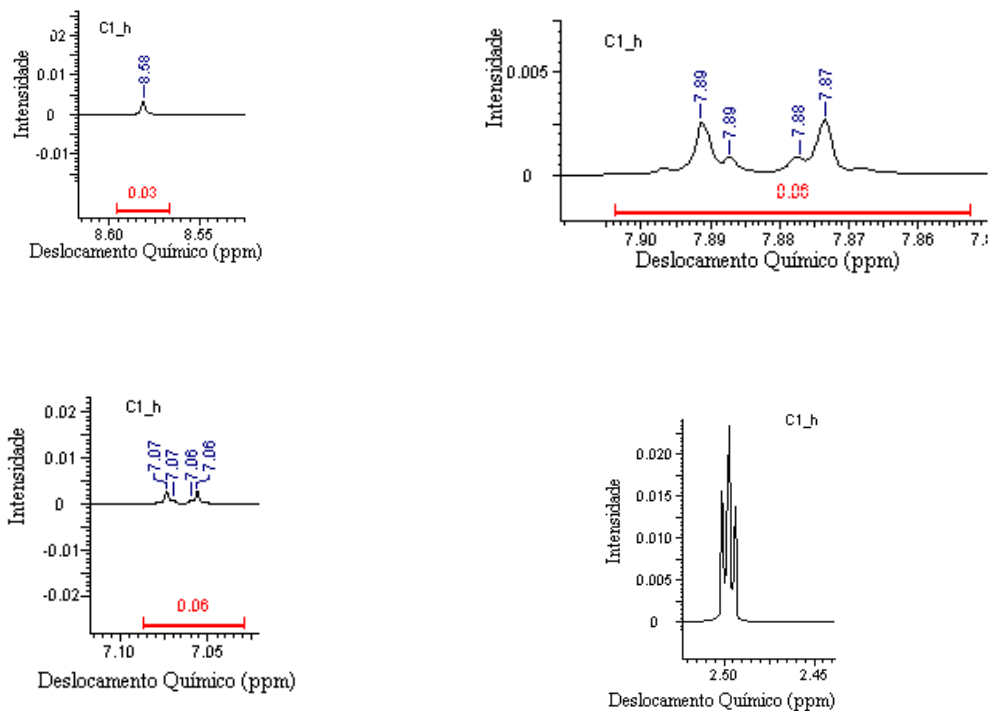 C1_h
0.02
8.58
0.01
0
-0.01
Intensidade
0.03
8.60 8.55
Deslocamento Químico (ppm)
C1_h
7.89
7.89
7.88
7.87
0.005
0
Intensidade
0.06
7.90 7.89 7.88 7.87 7.86
Deslocamento Químico (ppm)
C1_h
0.02
7.07
7.07
7.06
7.06
0.01
0
-0.01
-0.02
Intensidade
0.06
7.10 7.05
Deslocamento Químico (ppm)
C1_h
0.020
0.015
0.010
0.005
0
Intensidade
2.50 2.45
Deslocamento Químico (ppm)